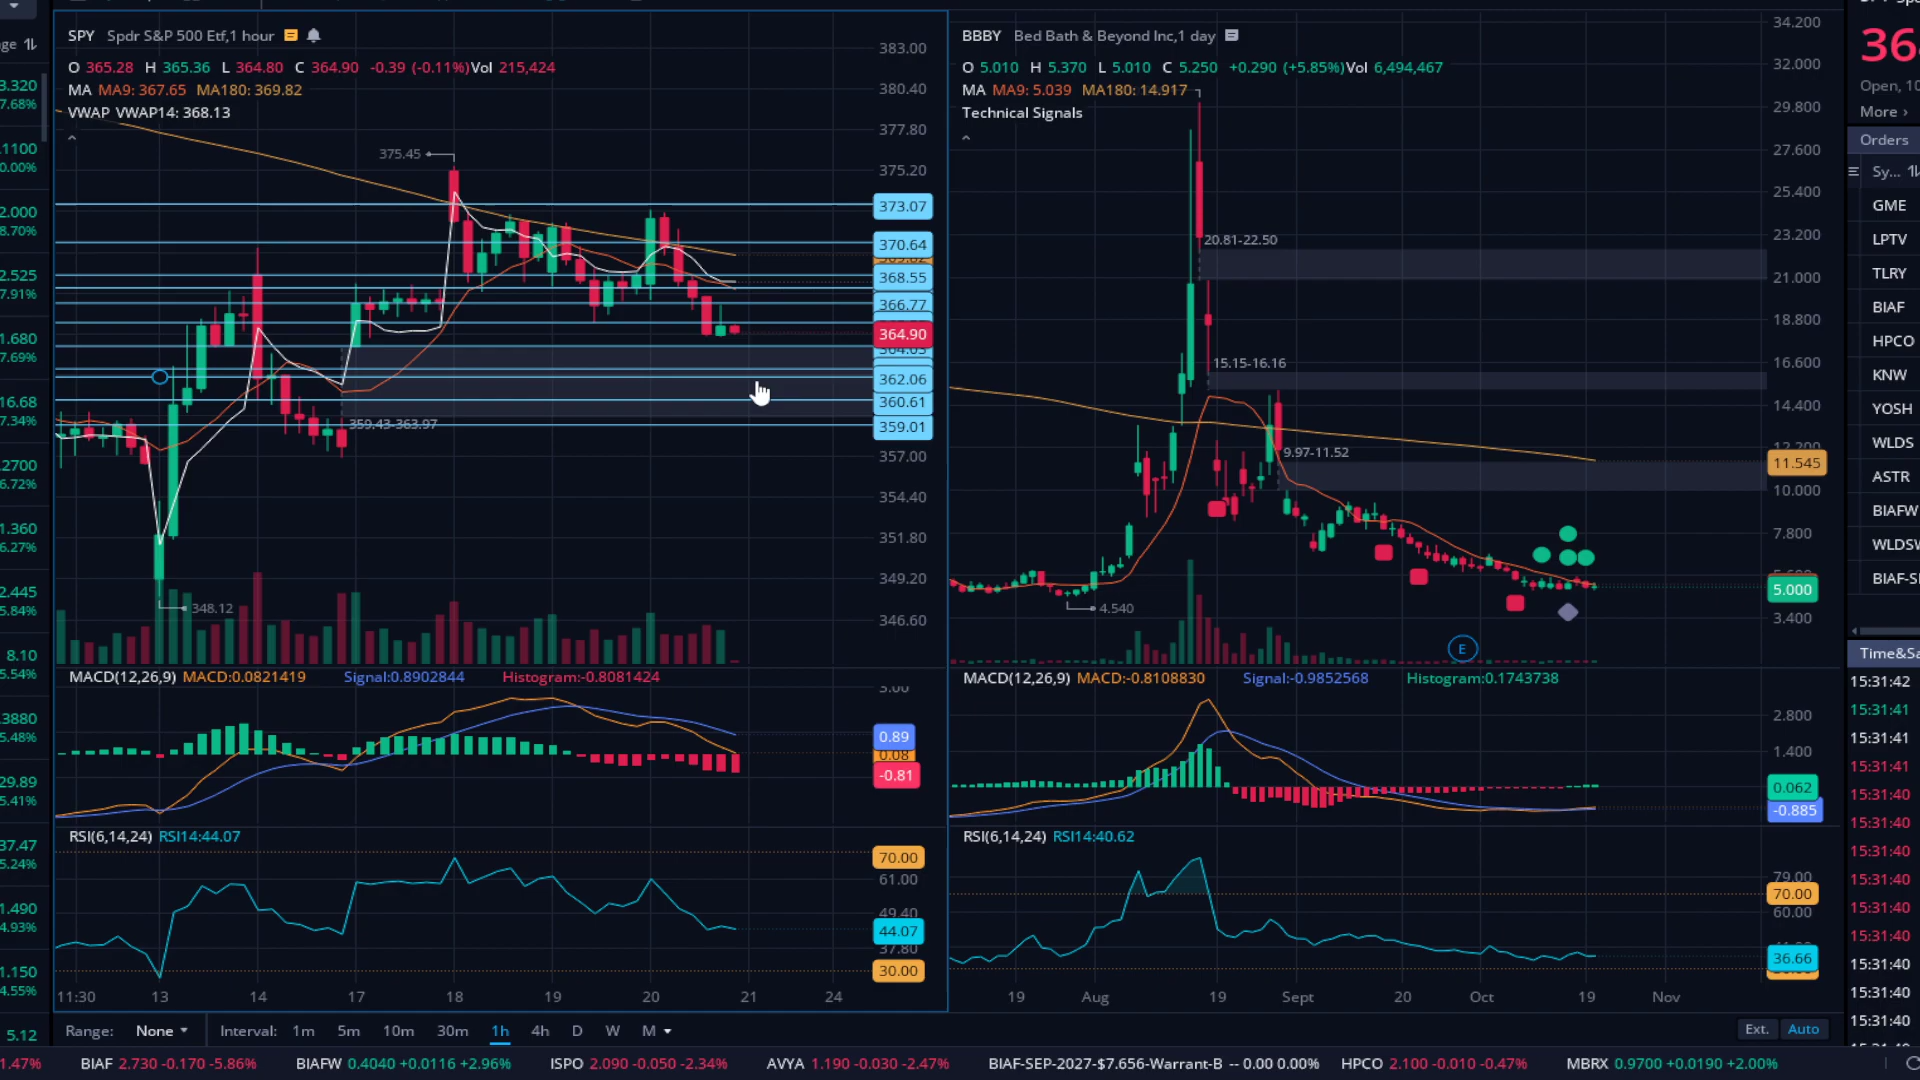 SPY Spdr S&P 500 Etf,1 hour
O 365.28 H 365.36 L 364.80 C 364.90 -0.39 (-0.11%)Vol 215,424
MA MA9: 367.65 MA180: 369.82
VWAP VWAP14: 368.13
375.45
359.43-363.97
348.12
383.00
380.40
377.80
375.20
373.07
370.64
368.55
366.77
364.90
362.06
360.61
359.01
357.00
354.40
351.80
349.20
346.60
MACD(12,26,9) MACD:0.0821419 Signal:0.8902844 Histogram:-0.8081424
0.89
0.08
-0.81
RSI(6,14,24) RSI14:44.07
70.00
61.00
49.40
44.07
37.80
30.00
11:30 13 14 17 18 19 20 21 24
BBBY Bed Bath & Beyond Inc,1 day
O 5.010 H 5.370 L 5.010 C 5.250 +0.290 (+5.85%)Vol 6,494,467
MA MA9: 5.039 MA180: 14.917
Technical Signals
20.81-22.50
15.15-16.16
9.97-11.52
4.540
E
34.200
32.000
29.800
27.600
25.400
23.200
21.000
18.800
16.600
14.400
12.200
11.545
10.000
7.800
5.000
3.400
MACD(12,26,9) MACD:-0.8108830 Signal:-0.9852568 Histogram:0.1743738
2.800
1.400
0.062
-0.885
RSI(6,14,24) RSI14:40.62
79.00
70.00
60.00
36.66
19 Aug 19 Sept 20 Oct 19 Nov
Range: None Interval: 1m 5m 10m 30m 1h 4h D W M
Ext. Auto
1.47% BIAF 2.730 -0.170 -5.86% BIAFW 0.4040 +0.0116 +2.96% ISPO 2.090 -0.050 -2.34% AVYA 1.190 -0.030 -2.47% BIAF-SEP-2027-$7.656-Warrant-B -- 0.00 0.00% HPCO 2.100 -0.010 -0.47% MBRX 0.9700 +0.0190 +2.00%
Open, 10
More
Orders
Sy...
GME
LPTV
TLRY
BIAF
HPCO
KNW
YOSH
WLDS
ASTR
BIAFW
WLDSW
BIAF-S
Time&Sa
15:31:42
15:31:41
15:31:41
15:31:41
15:31:40
15:31:40
15:31:40
15:31:40
15:31:40
15:31:40
15:31:40
15:31:40
15:31:40